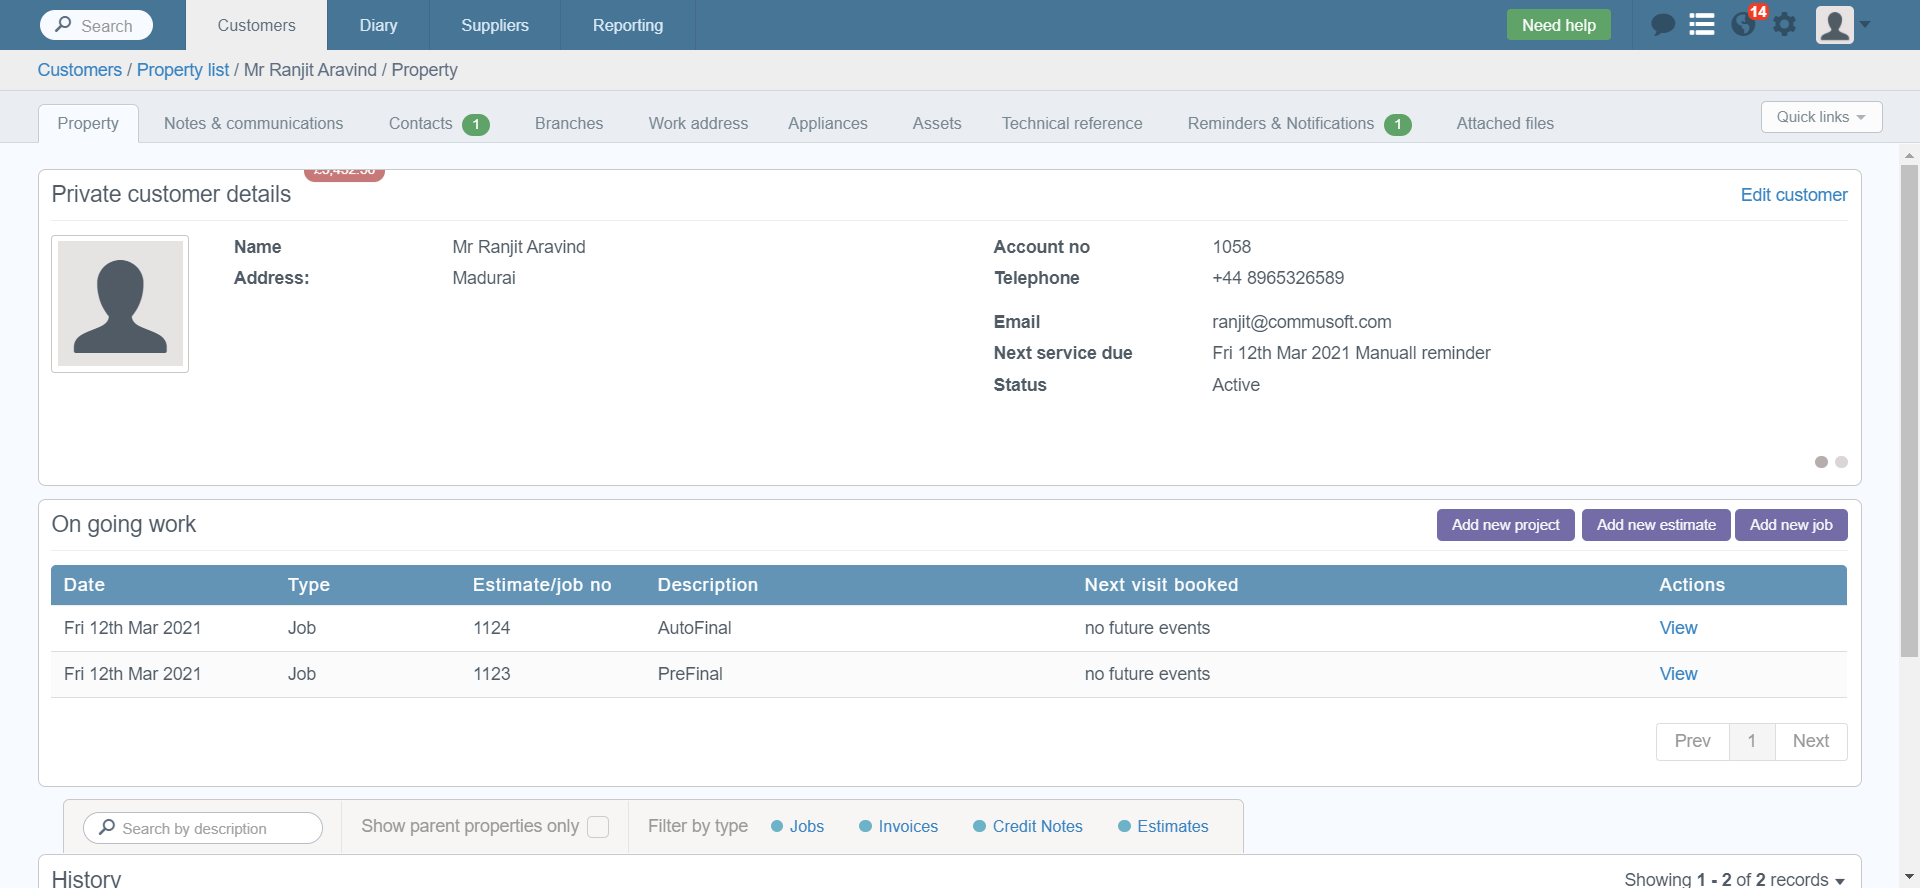 Search Customers Diary Suppliers Reporting Need help 14
Customers / Property list / Mr Ranjit Aravind / Property
Property Notes & communications Contacts 1 Branches Work address Appliances Assets Technical reference Reminders & Notifications 1 Attached files Quick links
Private customer details Edit customer
Name Mr Ranjit Aravind Account no 1058
Address: Madurai Telephone +44 8965326589
Email ranjit@commusoft.com
Next service due Fri 12th Mar 2021 Manuall reminder
Status Active
On going work Add new project Add new estimate Add new job
Date Type Estimate/job no Description Next visit booked Actions
Fri 12th Mar 2021 Job 1124 AutoFinal no future events View
Fri 12th Mar 2021 Job 1123 PreFinal no future events View
Prev 1 Next
Search by description Show parent properties only Filter by type Jobs Invoices Credit Notes Estimates
History Showing 1 - 2 of 2 records